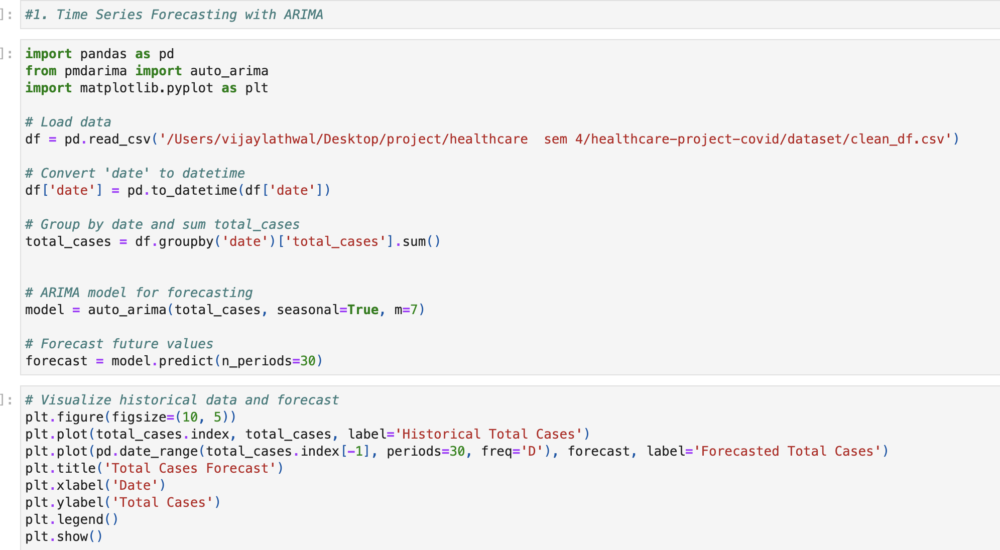 ]: #1. Time Series Forecasting with ARIMA
]: import pandas as pd
from pmdarima import auto_arima
import matplotlib.pyplot as plt
# Load data
df = pd.read_csv('/Users/vijaylathwal/Desktop/project/healthcare  sem 4/healthcare-project-covid/dataset/clean_df.csv')
# Convert 'date' to datetime
df['date'] = pd.to_datetime(df['date'])
# Group by date and sum total_cases
total_cases = df.groupby('date')['total_cases'].sum()
# ARIMA model for forecasting
model = auto_arima(total_cases, seasonal=True, m=7)
# Forecast future values
forecast = model.predict(n_periods=30)
]: # Visualize historical data and forecast
plt.figure(figsize=(10, 5))
plt.plot(total_cases.index, total_cases, label='Historical Total Cases')
plt.plot(pd.date_range(total_cases.index[-1], periods=30, freq='D'), forecast, label='Forecasted Total Cases')
plt.title('Total Cases Forecast')
plt.xlabel('Date')
plt.ylabel('Total Cases')
plt.legend()
plt.show()